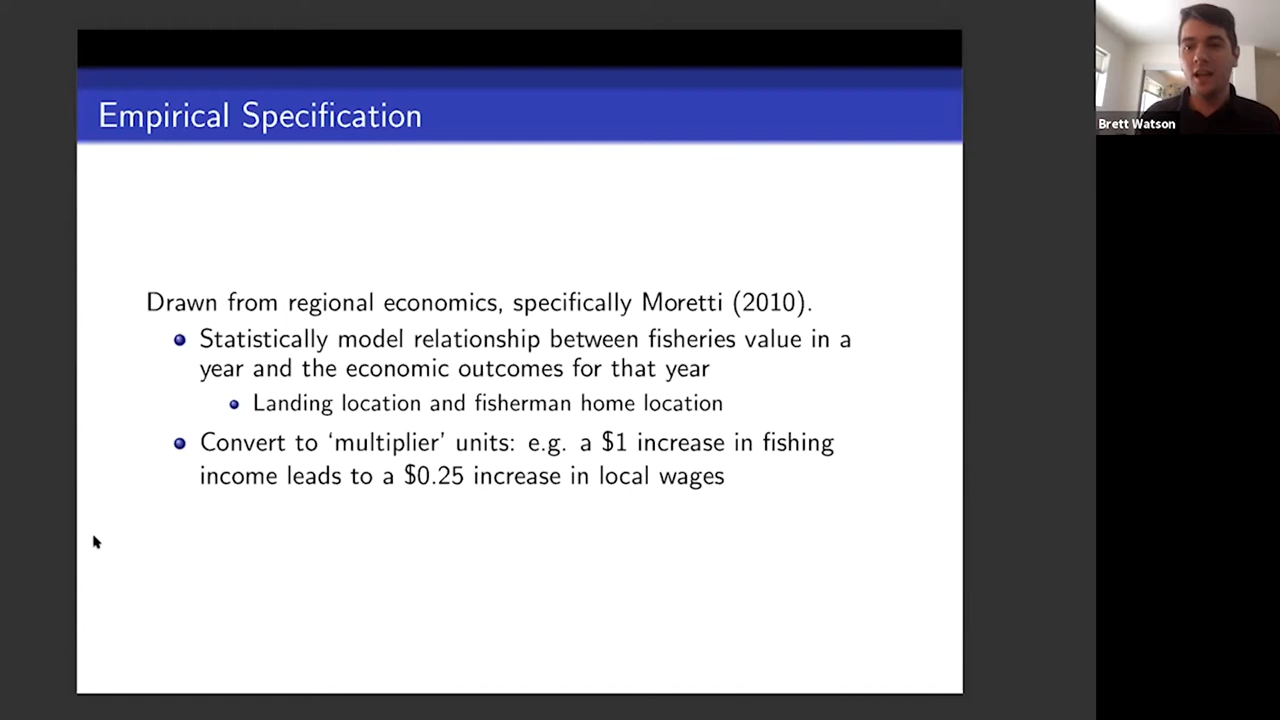 Empirical Specification
Brett Watson
Drawn from regional economics, specifically Moretti (2010).
Statistically model relationship between fisheries value in a
year and the economic outcomes for that year
Landing location and fisherman home location
Convert to ‘multiplier’ units: e.g. a $1 increase in fishing
income leads to a $0.25 increase in local wages